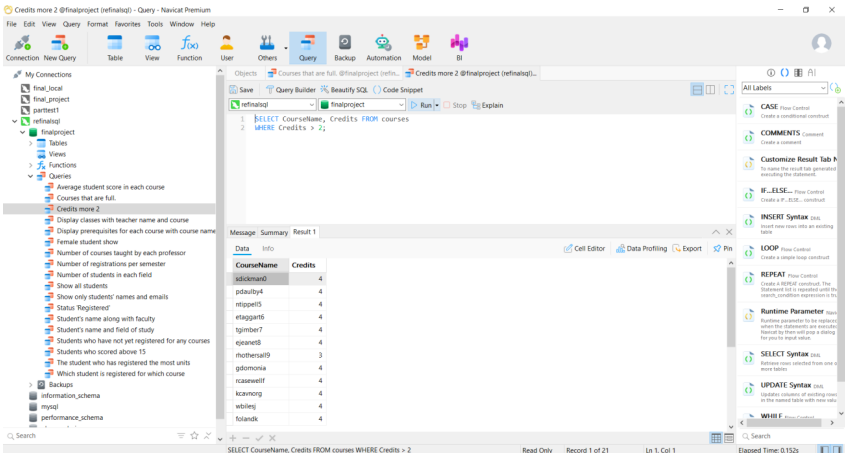 Credits more 2 @finalproject (refinalsql) - Query - Navicat Premium
File Edit View Query Format Favorites Tools Window Help
Connection New Query Table View Function User Others Query Backup Automation Model BI
My Connections
final_local
final_project
parttest1
refinalsql
finalproject
Tables
Views
Functions
Queries
Average student score in each course
Courses that are full.
Credits more 2
Display classes with teacher name and course
Display prerequisites for each course with course name
Female student show
Number of courses taught by each professor
Number of registrations per semester
Number of students in each field
Show all students
Show only students' names and emails
Status 'Registered'
Student's name along with faculty
Student's name and field of study
Students who have not yet registered for any courses
Students who scored above 15
The student who has registered the most units
Which student is registered for which course
Backups
information_schema
mysql
performance_schema
Search
Objects Courses that are full. @finalproject (refin... Credits more 2 @finalproject (refinalsql)...
Save Query Builder Beautify SQL () Code Snippet
refinalsql finalproject Run Stop Explain
1 SELECT CourseName, Credits FROM courses
2 WHERE Credits > 2;
Message Summary Result 1
Data Info Cell Editor Data Profiling Export Pin
CourseName Credits
sdickman0 4
pdaulby4 4
ntippell5 4
etaggart6 4
tgimber7 4
ejeanet8 4
rhothersall9 3
gdomonia 4
rcasewellf 4
kcavnorg 4
wbilesj 4
folandk 4
SELECT CourseName, Credits FROM courses WHERE Credits > 2 Read Only Record 1 of 21 Ln 1, Col 1 Elapsed Time: 0.152s
All Labels
CASE Flow Control
Create a conditional construct
COMMENTS Comment
Create a comment
Customize Result Tab N
To name the result tab generated
executing the statement.
IF...ELSE... Flow Control
Create a IF...ELSE... construct
INSERT Syntax DML
Insert new rows into an existing
table
LOOP Flow Control
Create a simple loop construct
REPEAT Flow Control
Create A REPEAT construct. The
Statement list is repeated until the
search_condition expression is tru
Runtime Parameter
Runtime parameter to be replaced
when the statements are executed
Navicat by then will pop a dialog
for you to input value
SELECT Syntax DML
Retrieve rows selected from one o
more tables
UPDATE Syntax DML
Updates columns of existing rows
in the named table with new valu
WHILE Flow Control
Search